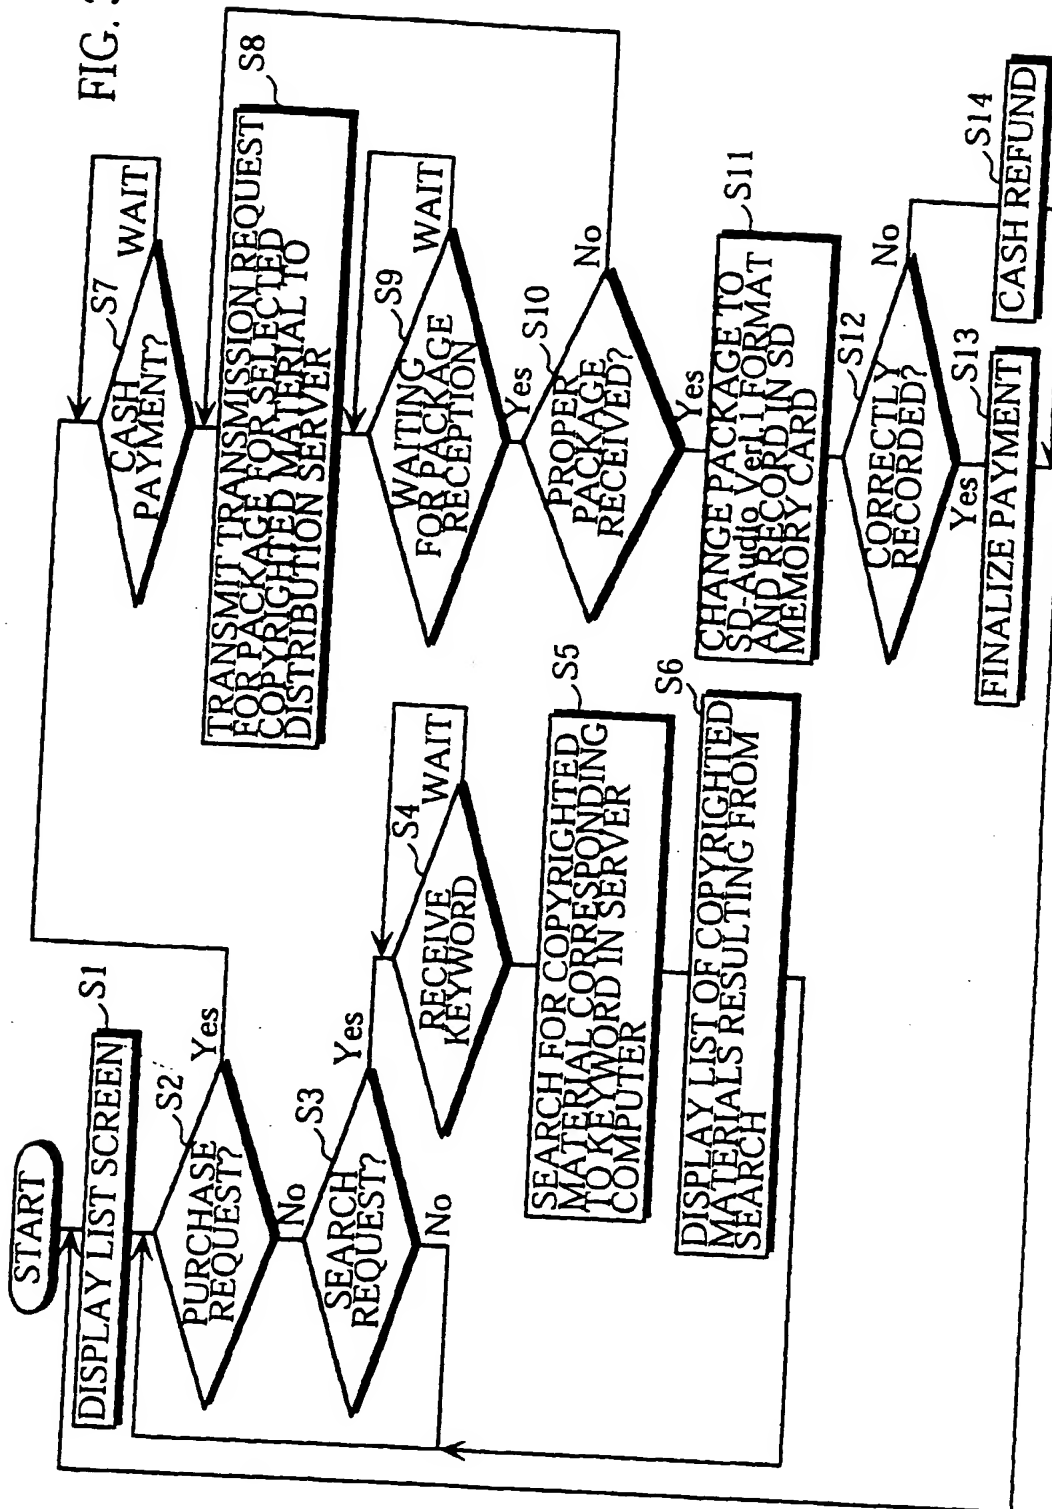 FIG.
START
DISPLAY LIST SCREEN
S1
PURCHASE
REQUEST?
S2
Yes
No
SEARCH
REQUEST?
S3
Yes
No
RECEIVE
KEYWORD
S4
WAIT
SEARCH FOR COPYRIGHTED
MATERIAL CORRESPONDING
TO KEYWORD IN SERVER
COMPUTER
S5
DISPLAY LIST OF COPYRIGHTED
MATERIALS RESULTING FROM
SEARCH
S6
CASH
PAYMENT?
S7
WAIT
TRANSMIT TRANSMISSION REQUEST
FOR PACKAGE FOR SELECTED
COPYRIGHTED MATERIAL TO
DISTRIBUTION SERVER
S8
WAITING
FOR PACKAGE
RECEPTION
S9
WAIT
Yes
PROPER
PACKAGE
RECEIVED?
S10
No
Yes
CHANGE PACKAGE TO
SD-Audio Ver1.1 FORMAT
AND RECORD IN SD
MEMORY CARD
S11
CORRECTLY
RECORDED?
S12
No
Yes
FINALIZE PAYMENT
S13
CASH REFUND
S14